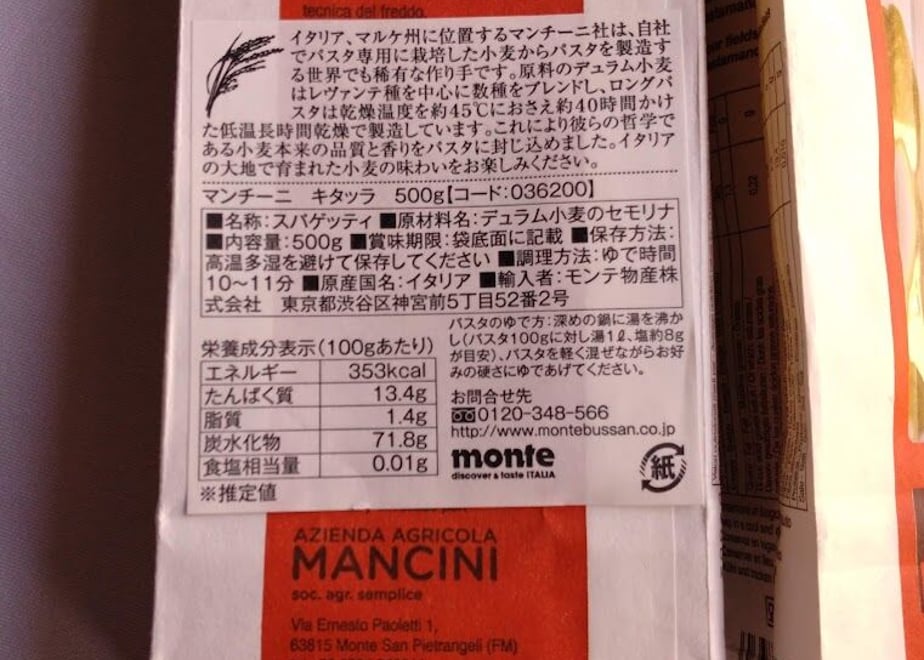 tecnica del freddo.
イタリア、マルケ州に位置するマンチーニ社は、自社
でパスタ専用に栽培した小麦からパスタを製造す
る世界でも稀有な作り手です。原料のデュラム小麦
はレヴァンテ種を中心に数種をブレンドし、ロングパ
スタは乾燥温度を約45℃におさえ約40時間かけ
た低温長時間乾燥で製造しています。これにより彼らの哲学で
ある小麦本来の品質と香りをパスタに封じ込めました。イタリア
の大地で育まれた小麦の味わいをお楽しみください。
マンチーニ キタッラ 500g【コード:036200】
■名称:スパゲッティ ■原材料名:デュラム小麦のセモリナ
■内容量:500g ■賞味期限:袋底面に記載 ■保存方法:
高温多湿を避けて保存してください ■調理方法:ゆで時間
10〜11分 ■原産国名:イタリア ■輸入者:モンテ物産株
式会社 東京都渋谷区神宮前5丁目52番2号
栄養成分表示(100gあたり)
エネルギー 353kcal
たんぱく質 13.4g
脂質 1.4g
炭水化物 71.8g
食塩相当量 0.01g
※推定値
パスタのゆで方:深めの鍋に湯を沸か
し(パスタ100gに対し湯1ℓ、塩約8g
が目安)、パスタを軽く混ぜながらお好
みの硬さにゆであげてください。
お問合せ先
0120-348-566
http://www.montebussan.co.jp
monte
discover & taste ITALIA
紙
AZIENDA AGRICOLA
MANCINI
soc. agr. semplice
Via Ernesto Paoletti 1,
63815 Monte San Pietrangeli (FM)